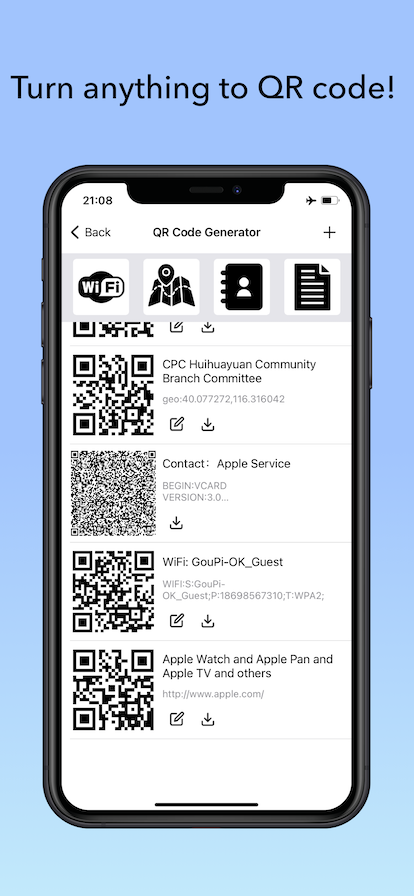 Turn anything to QR code!
21:08
Back
QR Code Generator
WiFi
CPC Huihuayuan Community
Branch Committee
geo:40.077272,116.316042
Contact： Apple Service
BEGIN:VCARD
VERSION:3.0...
WiFi: GouPi-OK_Guest
WIFI:S:GouPi-
OK_Guest;P:18698567310;T:WPA2;
Apple Watch and Apple Pan and
Apple TV and others
http://www.apple.com/